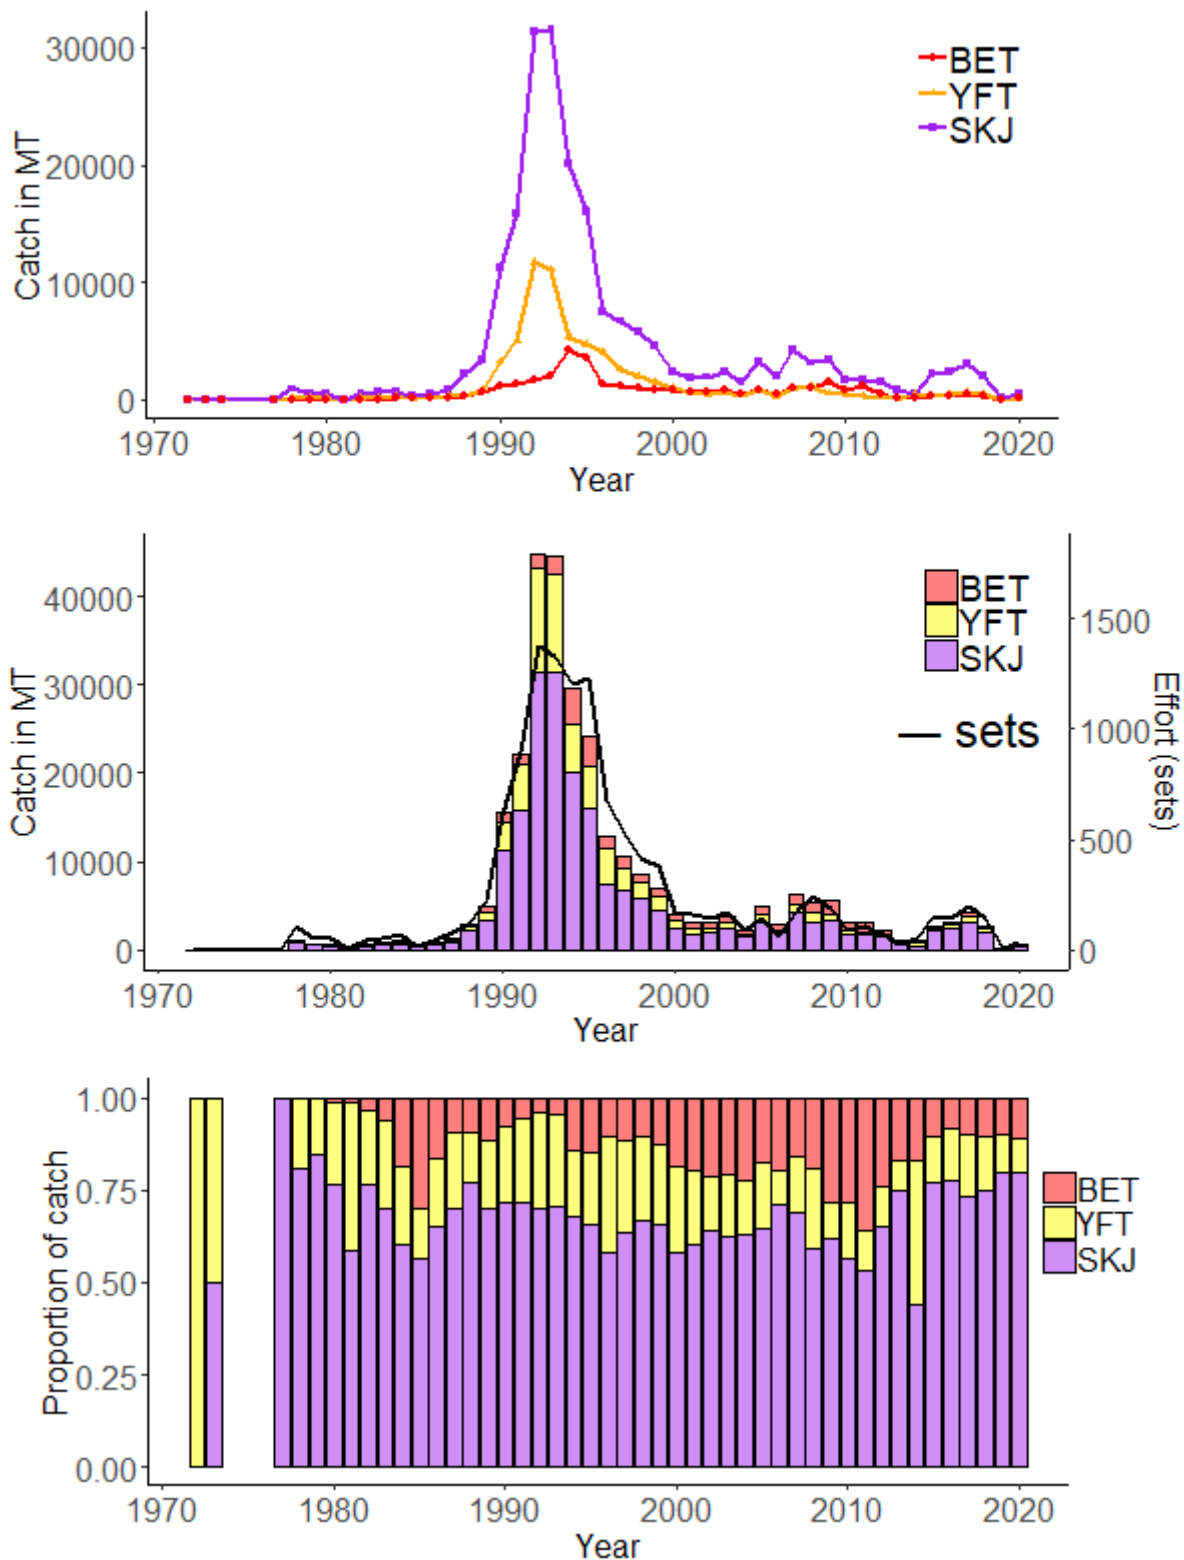 30000
20000
10000
0
Catch in MT
BET
YFT
SKJ
1970 1980 1990 2000 2010 2020
Year
40000
30000
20000
10000
0
Catch in MT
BET
YFT
SKJ
sets
1500
1000
500
0
Effort (sets)
1970 1980 1990 2000 2010 2020
Year
1.00
0.75
0.50
0.25
0.00
Proportion of catch
BET
YFT
SKJ
1970 1980 1990 2000 2010 2020
Year